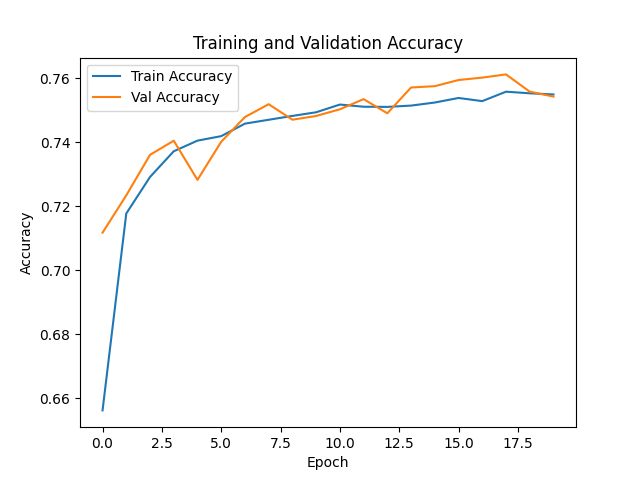 Training and Validation Accuracy
Train Accuracy
Val Accuracy
0.76
0.74
0.72
0.70
0.68
0.66
Accuracy
0.0 2.5 5.0 7.5 10.0 12.5 15.0 17.5
Epoch